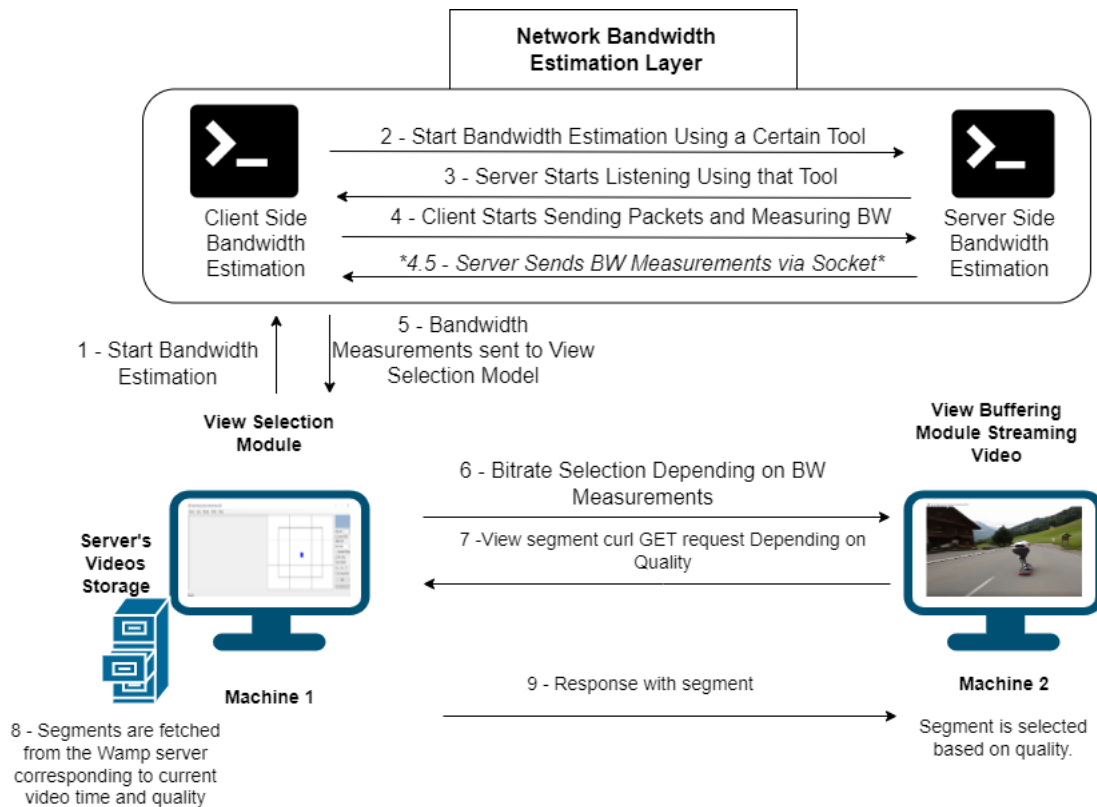 Network Bandwidth
Estimation Layer
2 - Start Bandwidth Estimation Using a Certain Tool
3 - Server Starts Listening Using that Tool
4 - Client Starts Sending Packets and Measuring BW
*4.5 - Server Sends BW Measurements via Socket*
Client Side
Bandwidth
Estimation
Server Side
Bandwidth
Estimation
1 - Start Bandwidth
Estimation
5 - Bandwidth
Measurements sent to View
Selection Model
View Selection
Module
View Buffering
Module Streaming
Video
6 - Bitrate Selection Depending on BW
Measurements
7 -View segment curl GET request Depending on
Quality
Server's
Videos
Storage
Machine 1
9 - Response with segment
Machine 2
8 - Segments are fetched
from the Wamp server
corresponding to current
video time and quality
Segment is selected
based on quality.